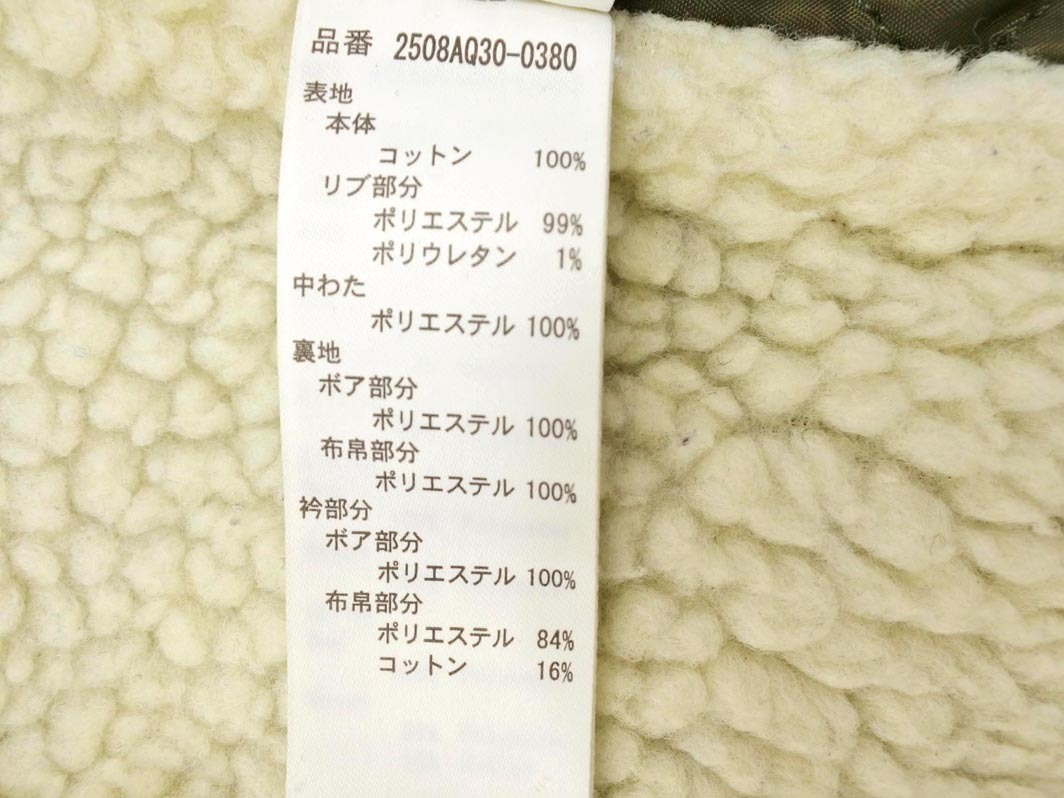 品番 2508AQ30-0380
表地
本体
コットン 100%
リブ部分
ポリエステル 99%
ポリウレタン 1%
中わた
ポリエステル 100%
裏地
ボア部分
ポリエステル 100%
布帛部分
ポリエステル 100%
衿部分
ボア部分
ポリエステル 100%
布帛部分
ポリエステル 84%
コットン 16%